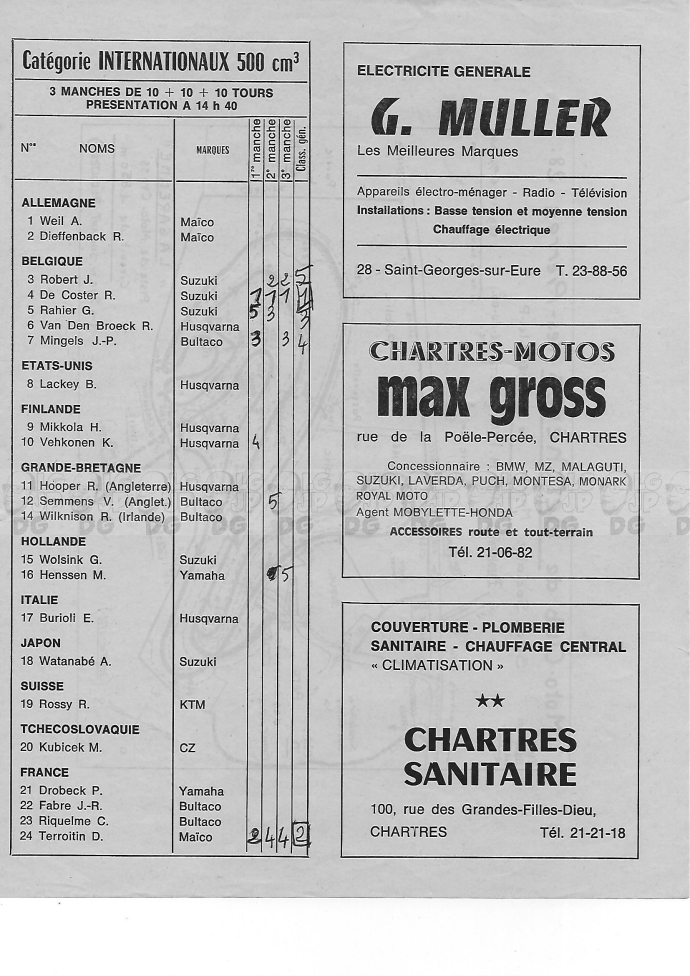 Catégorie INTERNATIONAUX 500 cm³
3 MANCHES DE 10 + 10 + 10 TOURS
PRESENTATION A 14 h 40
Nᵒˢ NOMS MARQUES 1ʳᵉ manche 2ᵉ manche 3ᵉ manche Class. gén.
ALLEMAGNE
1 Weil A. Maïco
2 Dieffenback R. Maïco
BELGIQUE
3 Robert J. Suzuki 2 2 5
4 De Coster R. Suzuki 1 1 1 1
5 Rahier G. Suzuki 5 3 3
6 Van Den Broeck R. Husqvarna
7 Mingels J.-P. Bultaco 3 3 4
ETATS-UNIS
8 Lackey B. Husqvarna
FINLANDE
9 Mikkola H. Husqvarna
10 Vehkonen K. Husqvarna 4
GRANDE-BRETAGNE
11 Hooper R. (Angleterre) Husqvarna
12 Semmens V. (Anglet.) Bultaco 5
14 Wilknison R. (Irlande) Bultaco
HOLLANDE
15 Wolsink G. Suzuki
16 Henssen M. Yamaha 5
ITALIE
17 Burioli E. Husqvarna
JAPON
18 Watanabé A. Suzuki
SUISSE
19 Rossy R. KTM
TCHECOSLOVAQUIE
20 Kubicek M. CZ
FRANCE
21 Drobeck P. Yamaha
22 Fabre J.-R. Bultaco
23 Riquelme C. Bultaco
24 Terroitin D. Maïco 2 4 4 2
ELECTRICITE GENERALE
G. MULLER
Les Meilleures Marques
Appareils électro-ménager - Radio - Télévision
Installations : Basse tension et moyenne tension
Chauffage électrique
28 - Saint-Georges-sur-Eure T. 23-88-56
CHARTRES-MOTOS
max gross
rue de la Poële-Percée, CHARTRES
Concessionnaire : BMW, MZ, MALAGUTI,
SUZUKI, LAVERDA, PUCH, MONTESA, MONARK
ROYAL MOTO
Agent MOBYLETTE-HONDA
ACCESSOIRES route et tout-terrain
Tél. 21-06-82
COUVERTURE - PLOMBERIE
SANITAIRE - CHAUFFAGE CENTRAL
« CLIMATISATION »
CHARTRES
SANITAIRE
100, rue des Grandes-Filles-Dieu,
CHARTRES Tél. 21-21-18